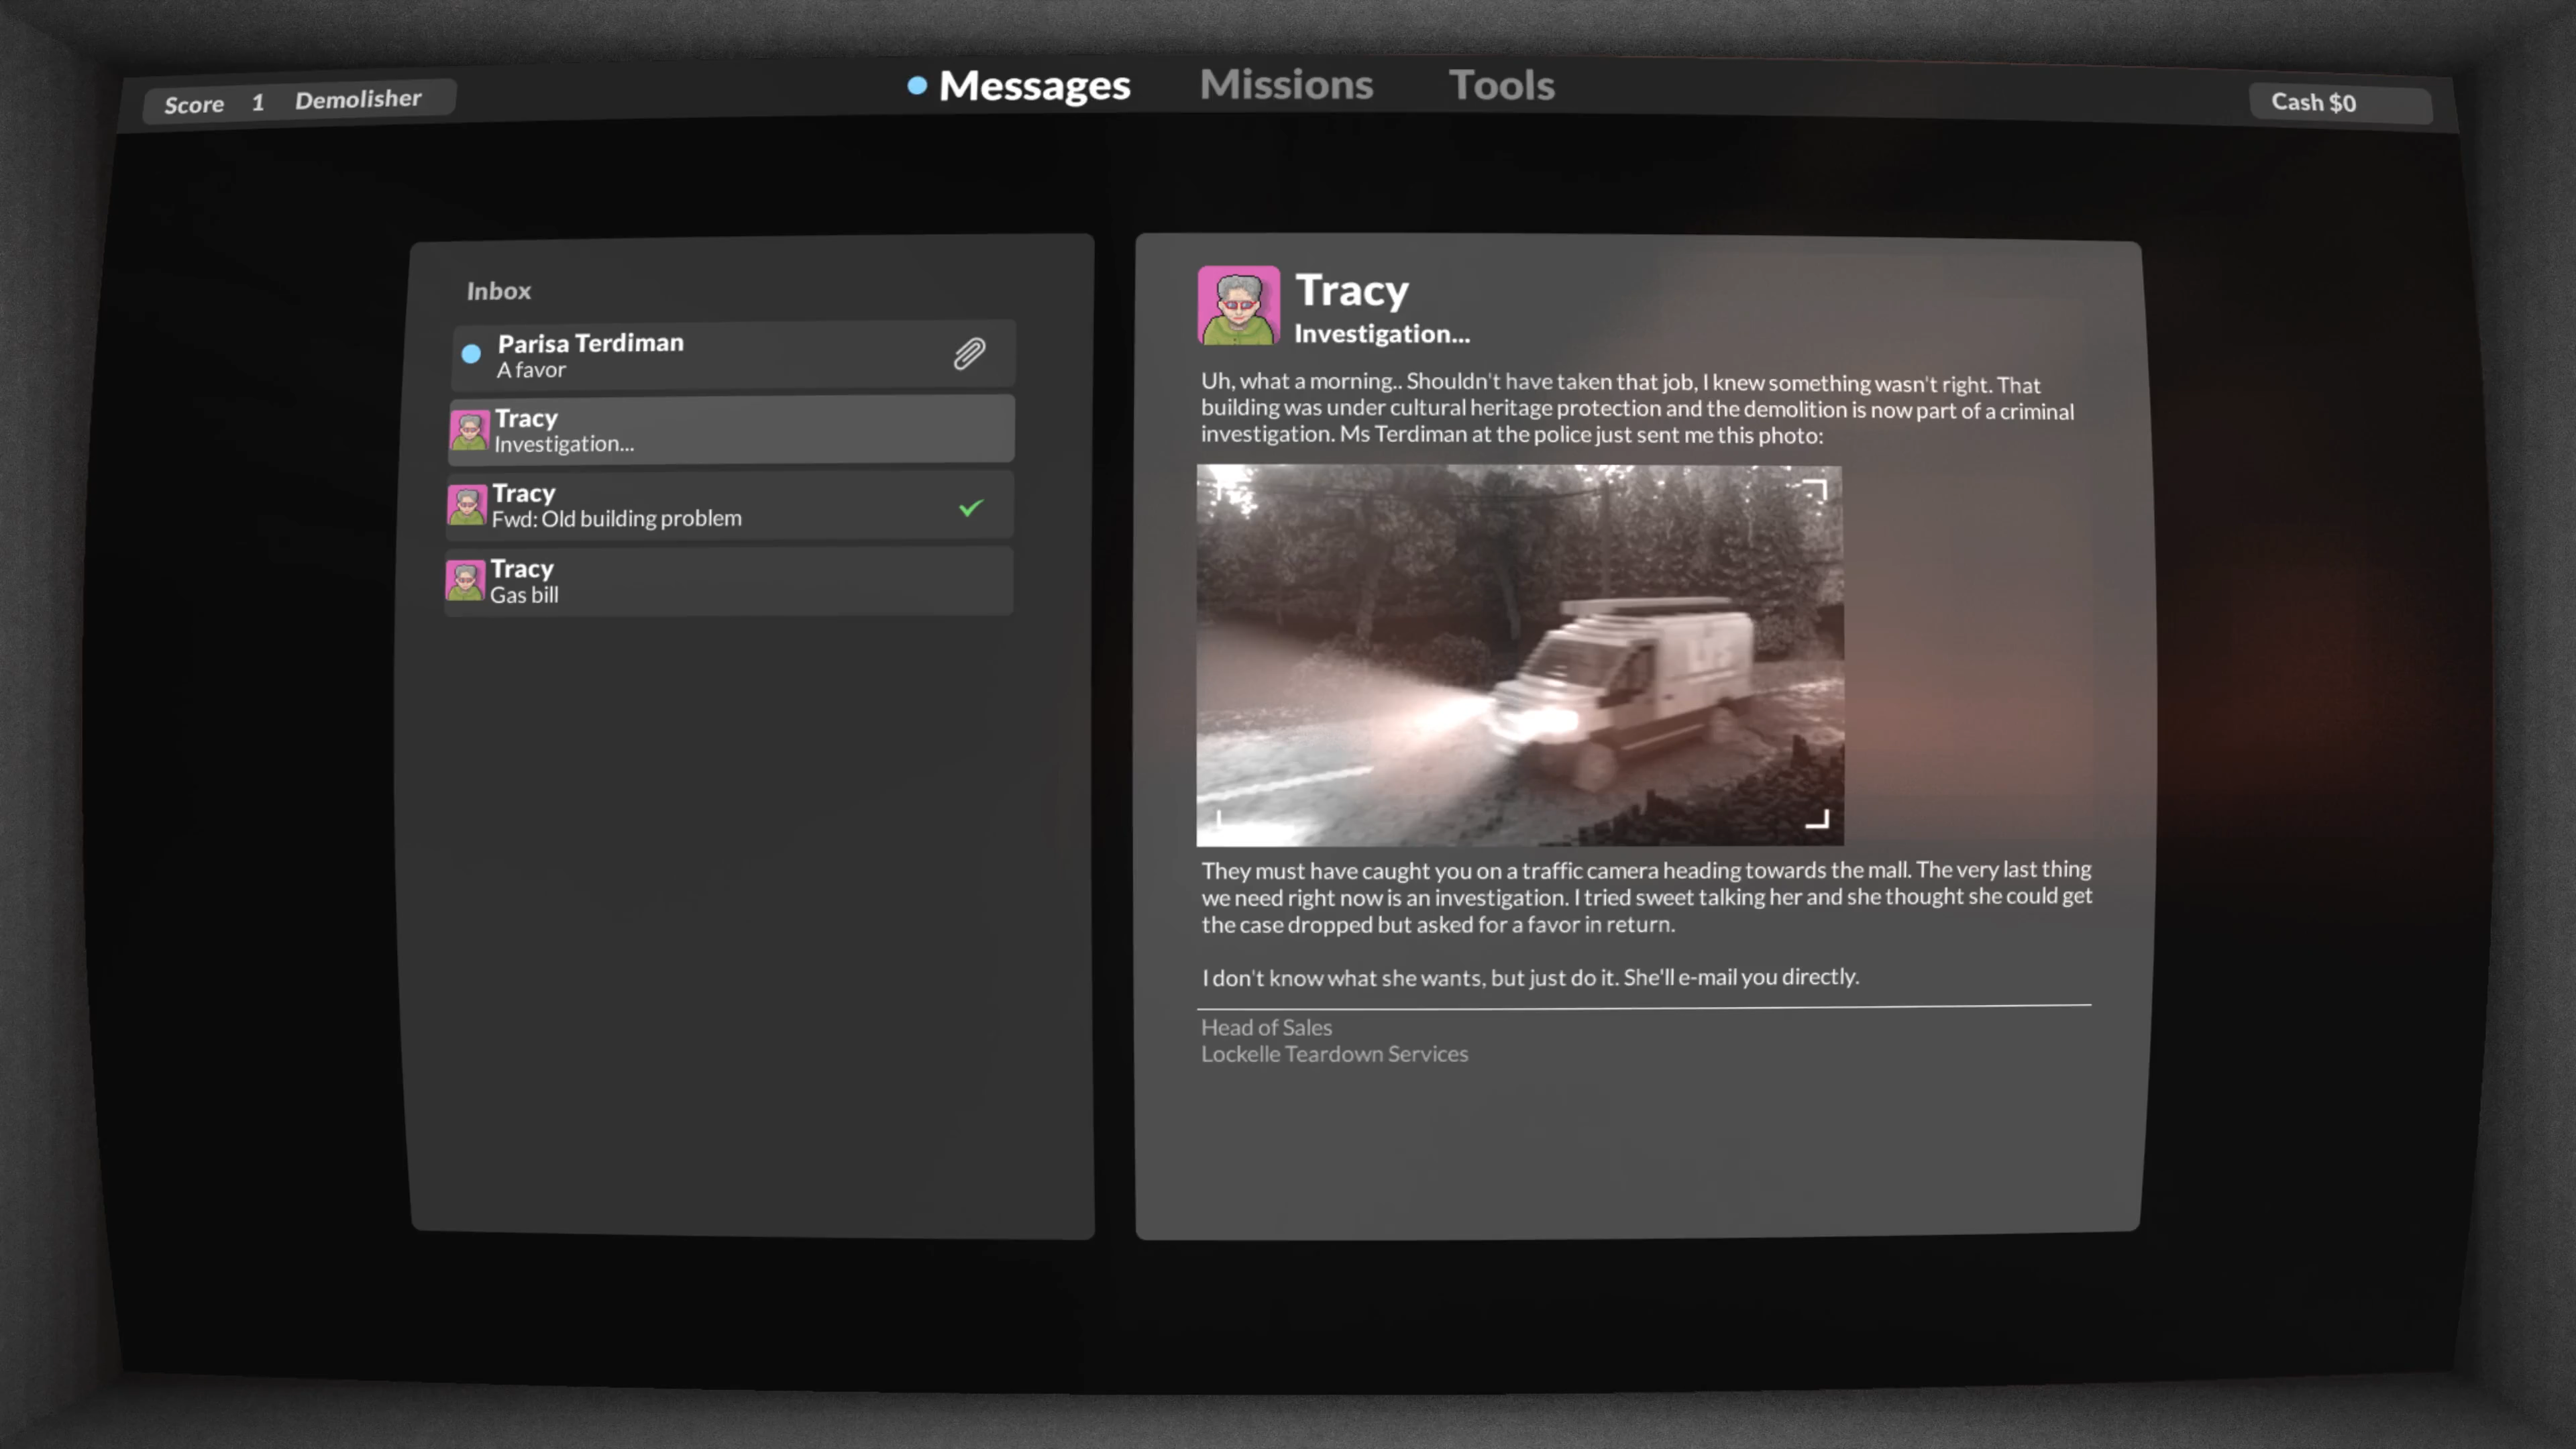 Score 1 Demolisher
Messages Missions Tools
Cash $0
Inbox
Parisa Terdiman
A favor
Tracy
Investigation...
Tracy
Fwd: Old building problem
Tracy
Gas bill
Tracy
Investigation...
Uh, what a morning.. Shouldn't have taken that job, I knew something wasn't right. That
building was under cultural heritage protection and the demolition is now part of a criminal
investigation. Ms Terdiman at the police just sent me this photo:
They must have caught you on a traffic camera heading towards the mall. The very last thing
we need right now is an investigation. I tried sweet talking her and she thought she could get
the case dropped but asked for a favor in return.
I don't know what she wants, but just do it. She'll e-mail you directly.
Head of Sales
Lockelle Teardown Services